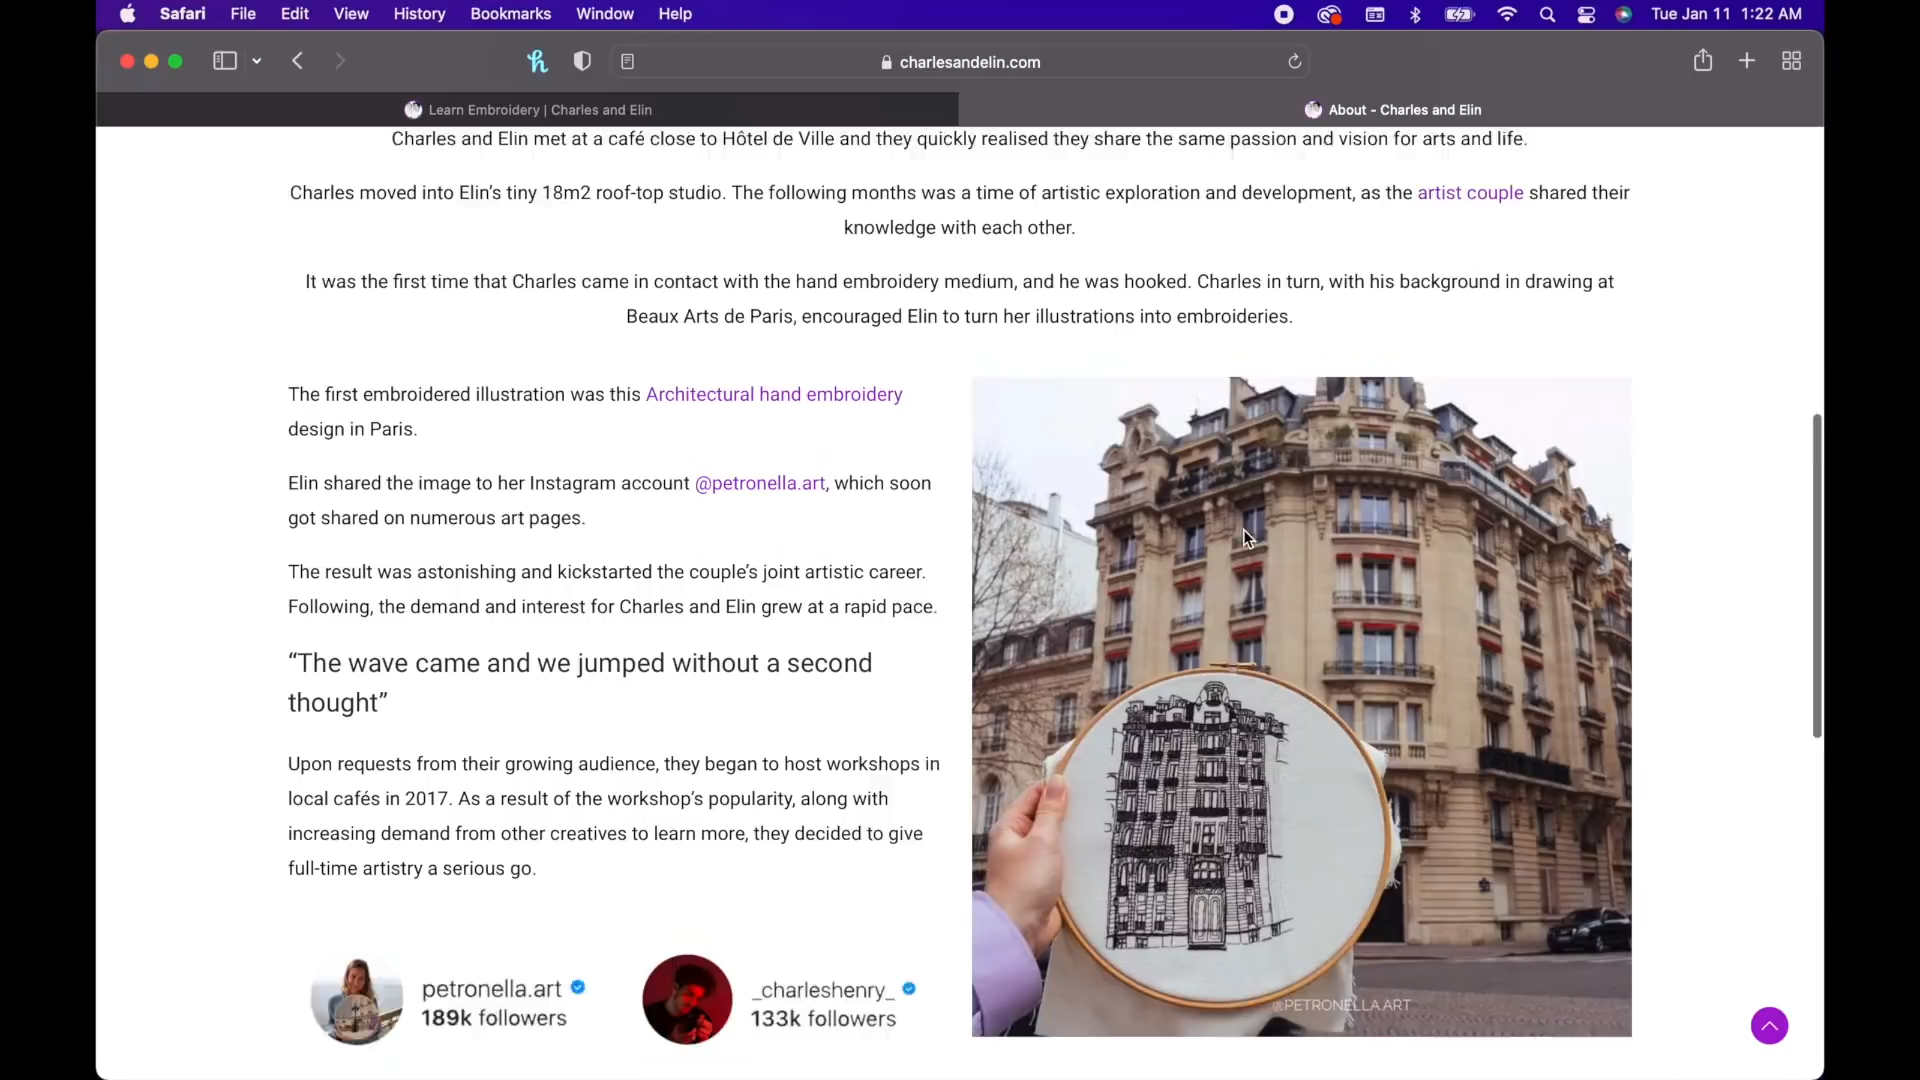 Safari File Edit View History Bookmarks Window Help Tue Jan 11 1:22 AM
charlesandelin.com
Learn Embroidery | Charles and Elin
About - Charles and Elin
Charles and Elin met at a café close to Hôtel de Ville and they quickly realised they share the same passion and vision for arts and life.
Charles moved into Elin’s tiny 18m2 roof-top studio. The following months was a time of artistic exploration and development, as the artist couple shared their
knowledge with each other.
It was the first time that Charles came in contact with the hand embroidery medium, and he was hooked. Charles in turn, with his background in drawing at
Beaux Arts de Paris, encouraged Elin to turn her illustrations into embroideries.
The first embroidered illustration was this Architectural hand embroidery
design in Paris.
Elin shared the image to her Instagram account @petronella.art, which soon
got shared on numerous art pages.
The result was astonishing and kickstarted the couple’s joint artistic career.
Following, the demand and interest for Charles and Elin grew at a rapid pace.
“The wave came and we jumped without a second
thought”
Upon requests from their growing audience, they began to host workshops in
local cafés in 2017. As a result of the workshop’s popularity, along with
increasing demand from other creatives to learn more, they decided to give
full-time artistry a serious go.
petronella.art
189k followers
_charleshenry_
133k followers
@PETRONELLA.ART